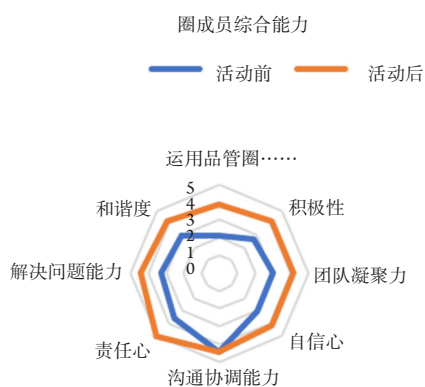 圈成员综合能力
活动前 活动后
运用品管圈……
5
4
3
2
1
0
和谐度 积极性
解决问题能力 团队凝聚力
责任心 自信心
沟通协调能力